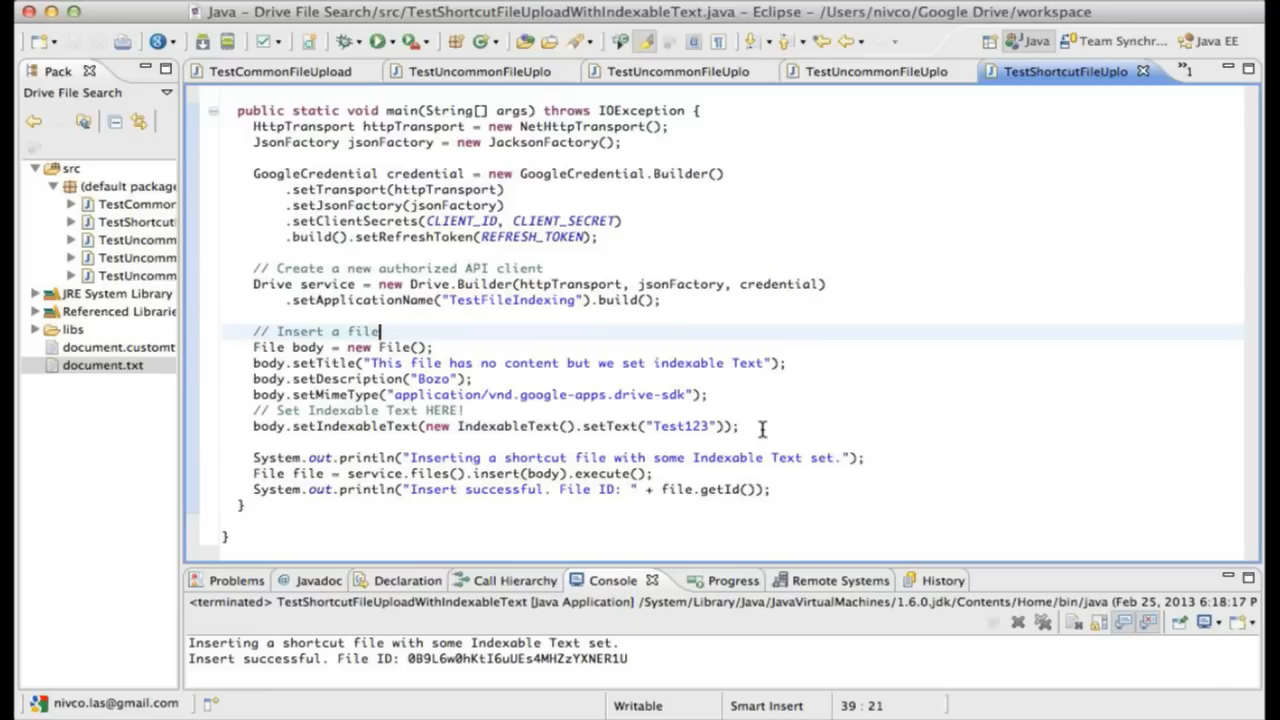 Java - Drive File Search/src/TestShortcutFileUploadWithIndexableText.java - Eclipse - /Users/nivco/Google Drive/workspace
Java
Team Synchr...
Java EE
Pack
TestCommonFileUpload
TestUncommonFileUplo
TestUncommonFileUplo
TestUncommonFileUplo
TestShortcutFileUplo
»1
Drive File Search
src
(default package
TestCommon
TestShortcut
TestUncomm
TestUncomm
TestUncomm
JRE System Library
Referenced Librarie
libs
document.customt
document.txt
public static void main(String[] args) throws IOException {
HttpTransport httpTransport = new NetHttpTransport();
JsonFactory jsonFactory = new JacksonFactory();
GoogleCredential credential = new GoogleCredential.Builder()
.setTransport(httpTransport)
.setJsonFactory(jsonFactory)
.setClientSecrets(CLIENT_ID, CLIENT_SECRET)
.build().setRefreshToken(REFRESH_TOKEN);
// Create a new authorized API client
Drive service = new Drive.Builder(httpTransport, jsonFactory, credential)
.setApplicationName("TestFileIndexing").build();
// Insert a file
File body = new File();
body.setTitle("This file has no content but we set indexable Text");
body.setDescription("Bozo");
body.setMimeType("application/vnd.google-apps.drive-sdk");
// Set Indexable Text HERE!
body.setIndexableText(new IndexableText().setText("Test123"));
System.out.println("Inserting a shortcut file with some Indexable Text set.");
File file = service.files().insert(body).execute();
System.out.println("Insert successful. File ID: " + file.getId());
}
}
Problems
@ Javadoc
Declaration
Call Hierarchy
Console
Progress
Remote Systems
History
<terminated> TestShortcutFileUploadWithIndexableText [Java Application] /System/Library/Java/JavaVirtualMachines/1.6.0.jdk/Contents/Home/bin/java (Feb 25, 2013 6:18:17 P
Inserting a shortcut file with some Indexable Text set.
Insert successful. File ID: 0B9L6w0hKtI6uUEs4MHZzYXNER1U
nivco.las@gmail.com
Writable
Smart Insert
39 : 21